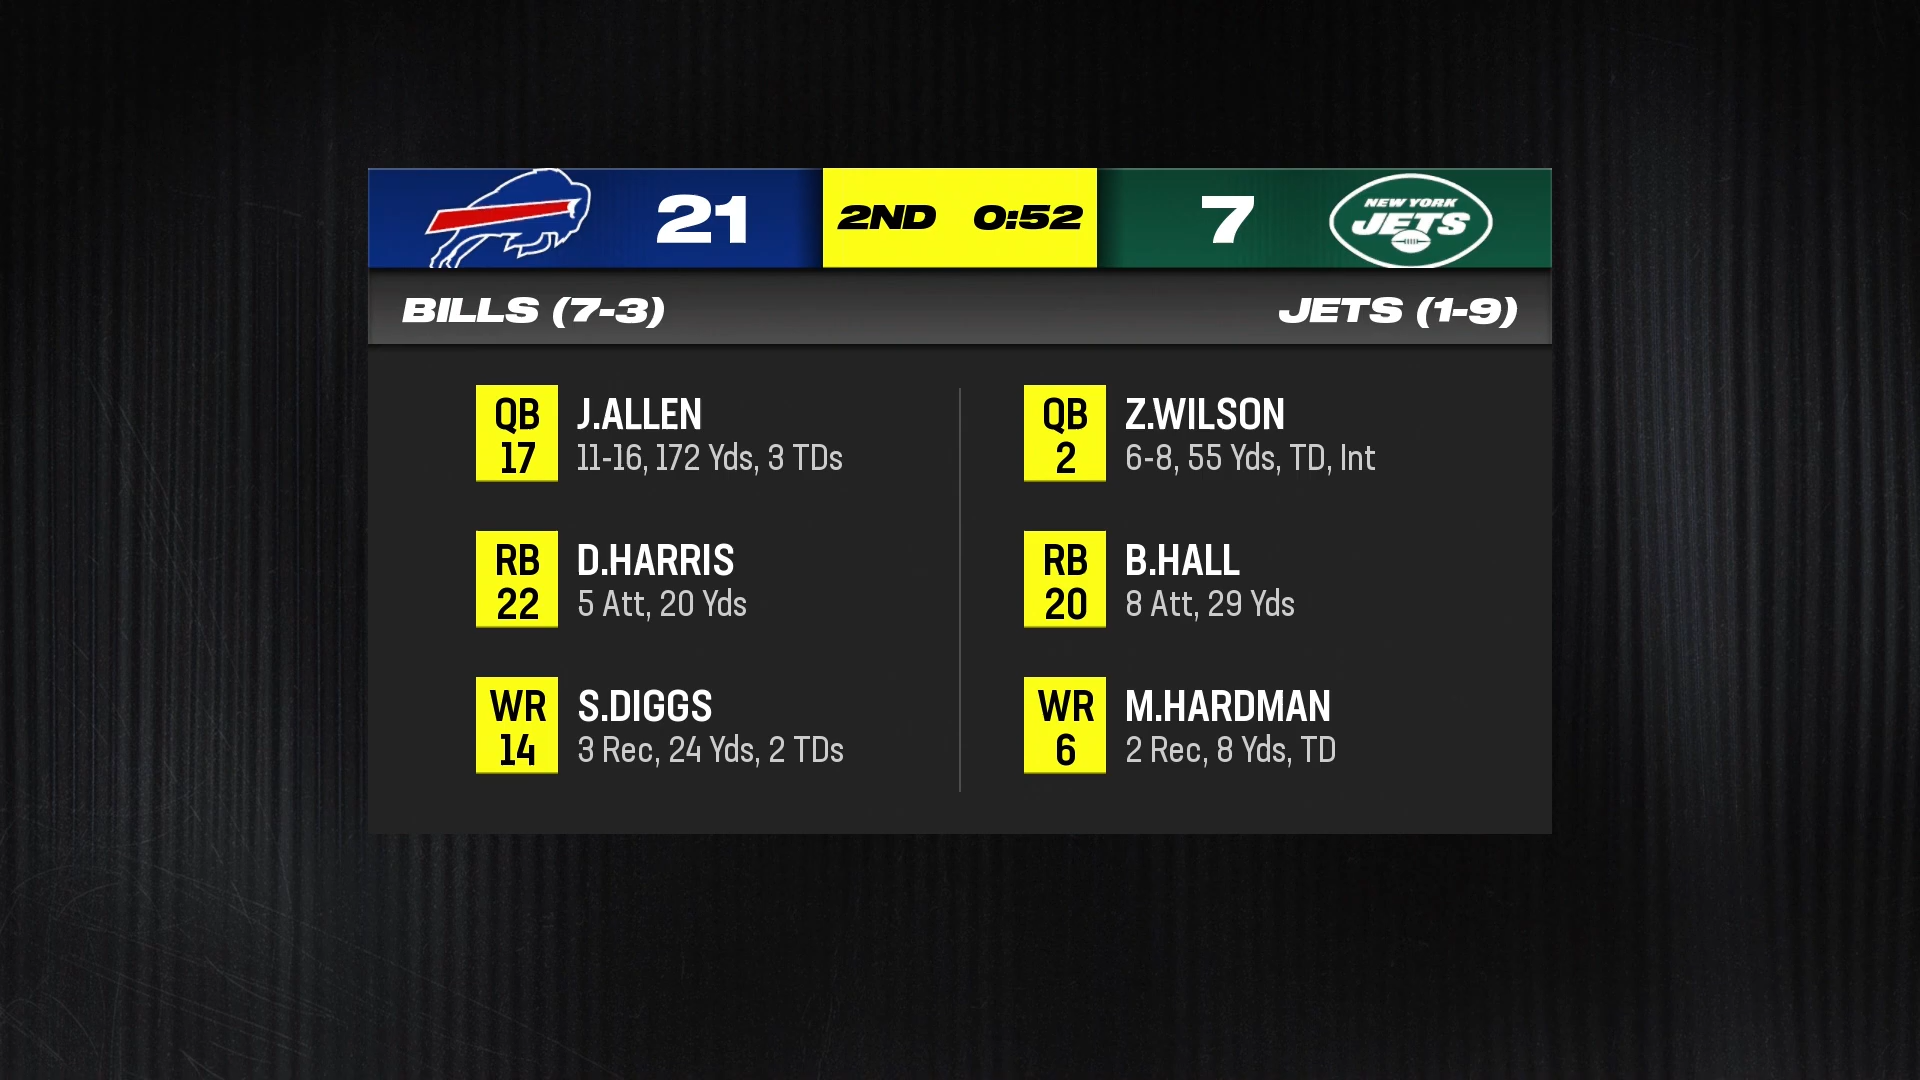 21
2ND 0:52
7
NEW YORK
JETS
BILLS (7-3)
JETS (1-9)
QB
17
J.ALLEN
11-16, 172 Yds, 3 TDs
RB
22
D.HARRIS
5 Att, 20 Yds
WR
14
S.DIGGS
3 Rec, 24 Yds, 2 TDs
QB
2
Z.WILSON
6-8, 55 Yds, TD, Int
RB
20
B.HALL
8 Att, 29 Yds
WR
6
M.HARDMAN
2 Rec, 8 Yds, TD